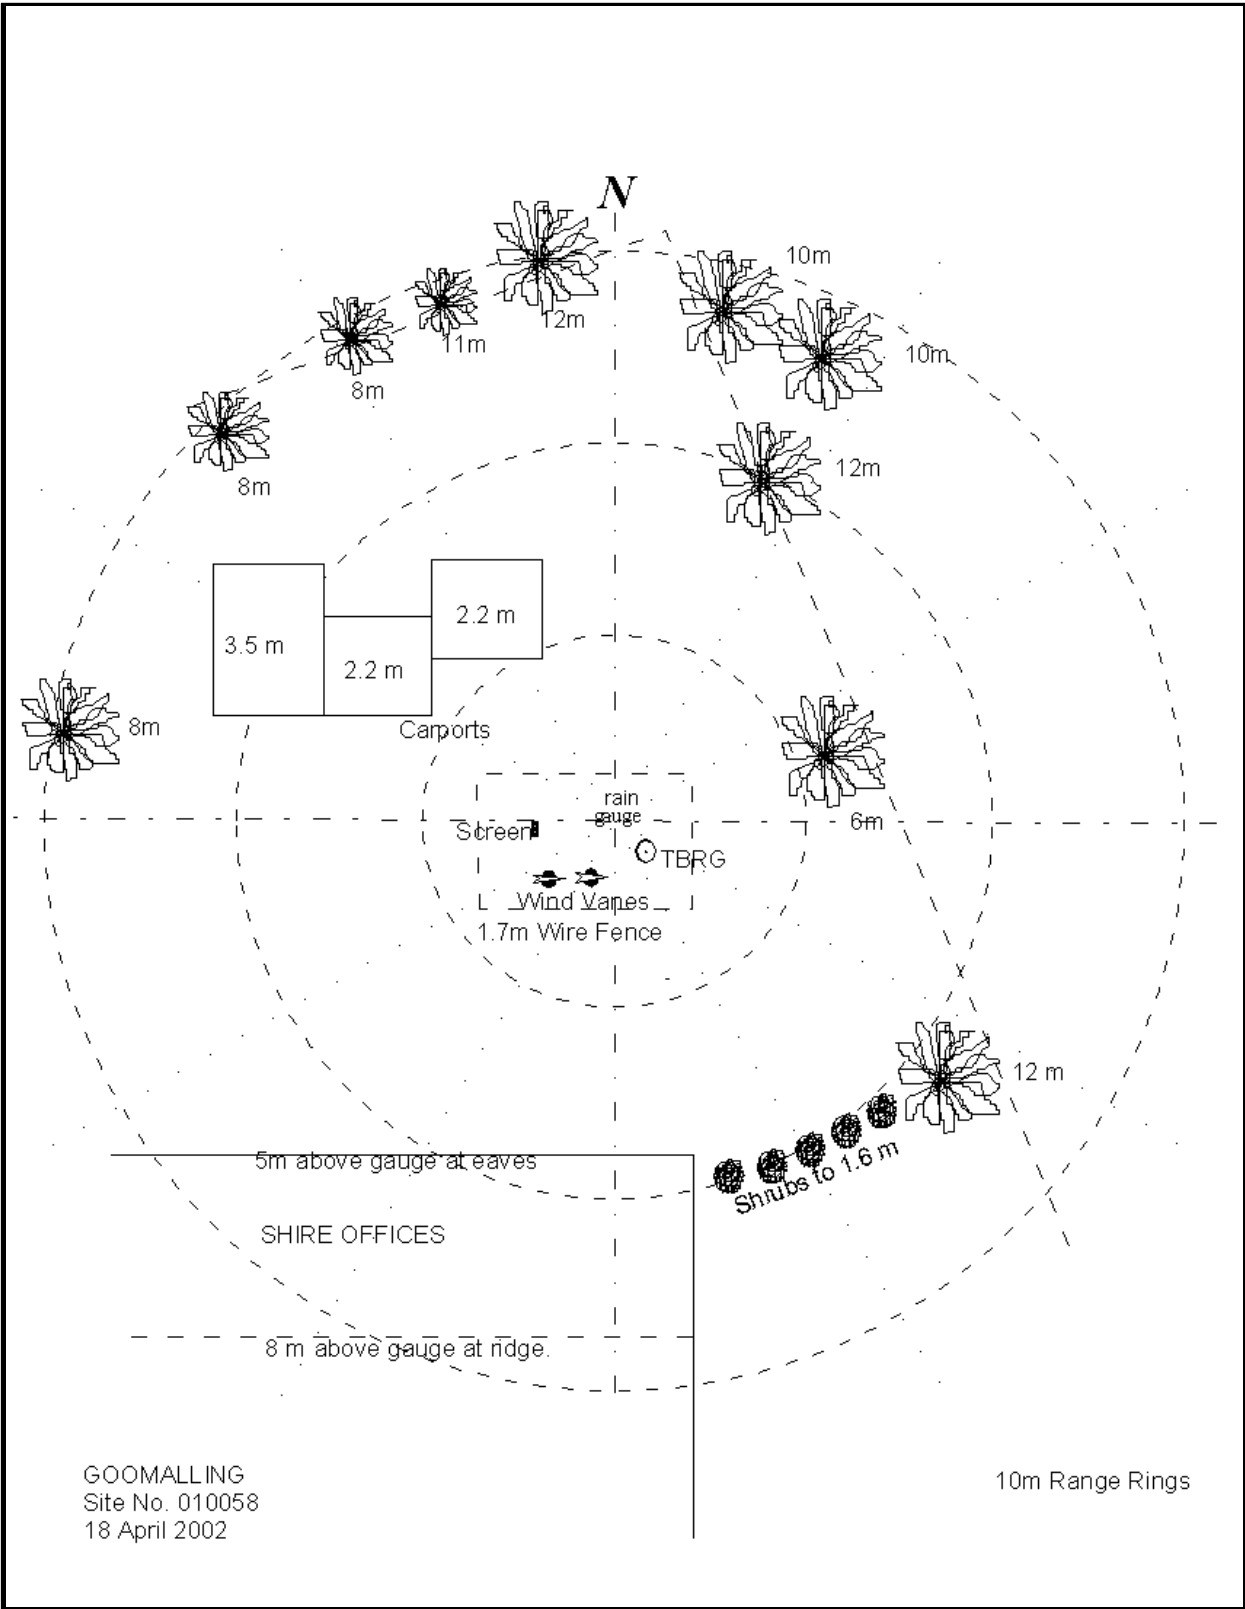 N
10m
12m
11m
10m
8m
12m
8m
2.2 m
3.5 m
2.2 m
8m
Carports
rain
gauge
6m
Screen
TBRG
Wind Vanes
1.7m Wire Fence
12 m
5m above gauge at eaves
Shrubs to 1.6 m
SHIRE OFFICES
8 m above gauge at ridge.
GOOMALLING
Site No. 010058
18 April 2002
10m Range Rings